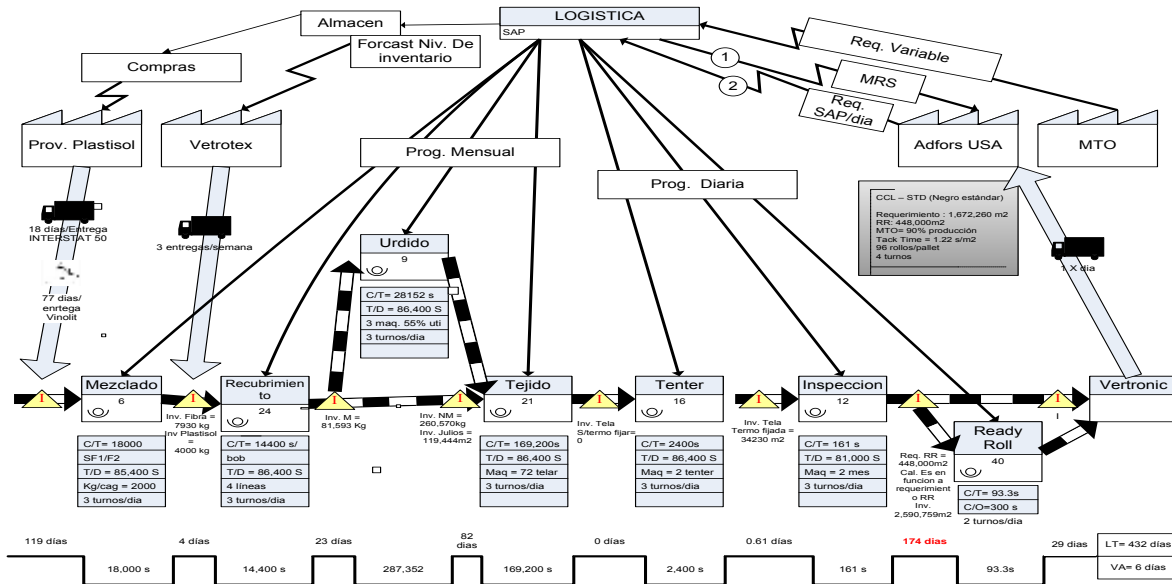 LOGISTICA
SAP
Almacen
Forcast Niv. De
inventario
Compras
Req. Variable
1
MRS
2
Req.
SAP/dia
Prov. Plastisol
Vetrotex
Adfors USA
MTO
Prog. Mensual
Prog. Diaria
CCL – STD (Negro estándar)
Requerimiento : 1,672,260 m2
RR: 448,000m2
MTO= 90% producción
Tack Time = 1.22 s/m2
96 rollos/pallet
4 turnos
18 días/Entrega
INTERSTAT 50
3 entregas/semana
1 X dia
77 dias/
enrtega
Vinolit
Urdido
9
C/T= 28152 s
T/D = 86,400 S
3 maq. 55% uti
3 turnos/dia
I
Mezclado
6
C/T= 18000
SF1/F2
T/D = 85,400 S
Kg/cag = 2000
3 turnos/dia
I
Inv. Fibra =
7930 kg
Inv Plastisol =
4000 kg
Recubrimien
to
24
C/T= 14400 s/
bob
T/D = 86,400 S
4 líneas
3 turnos/dia
I
Inv. M =
81,593 Kg
I
Inv. NM =
260,570kg
Inv. Julios =
119,444m2
Tejido
21
C/T= 169,200s
T/D = 86,400 S
Maq = 72 telar
3 turnos/dia
I
Inv. Tela
S/termo fijar=
0
Tenter
16
C/T= 2400s
T/D = 86,400 S
Maq = 2 tenter
3 turnos/dia
I
Inv. Tela
Termo fijada=
34230 m2
Inspeccion
12
C/T= 161 s
T/D = 81,000 S
Maq = 2 mes
3 turnos/dia
I
Req. RR =
448,000m2
Cal. Es en
funcion a
requerimient
o RR
Inv.
2,590,759m2
Ready
Roll
40
C/T= 93.3s
C/O=300 s
2 turnos/dia
I
I
Vertronic
119 días
4 días
23 días
82
dias
0 días
0.61 días
174 dias
29 dias
LT= 432 días
18,000 s
14,400 s
287,352
169,200 s
2,400 s
161 s
93.3s
VA= 6 días